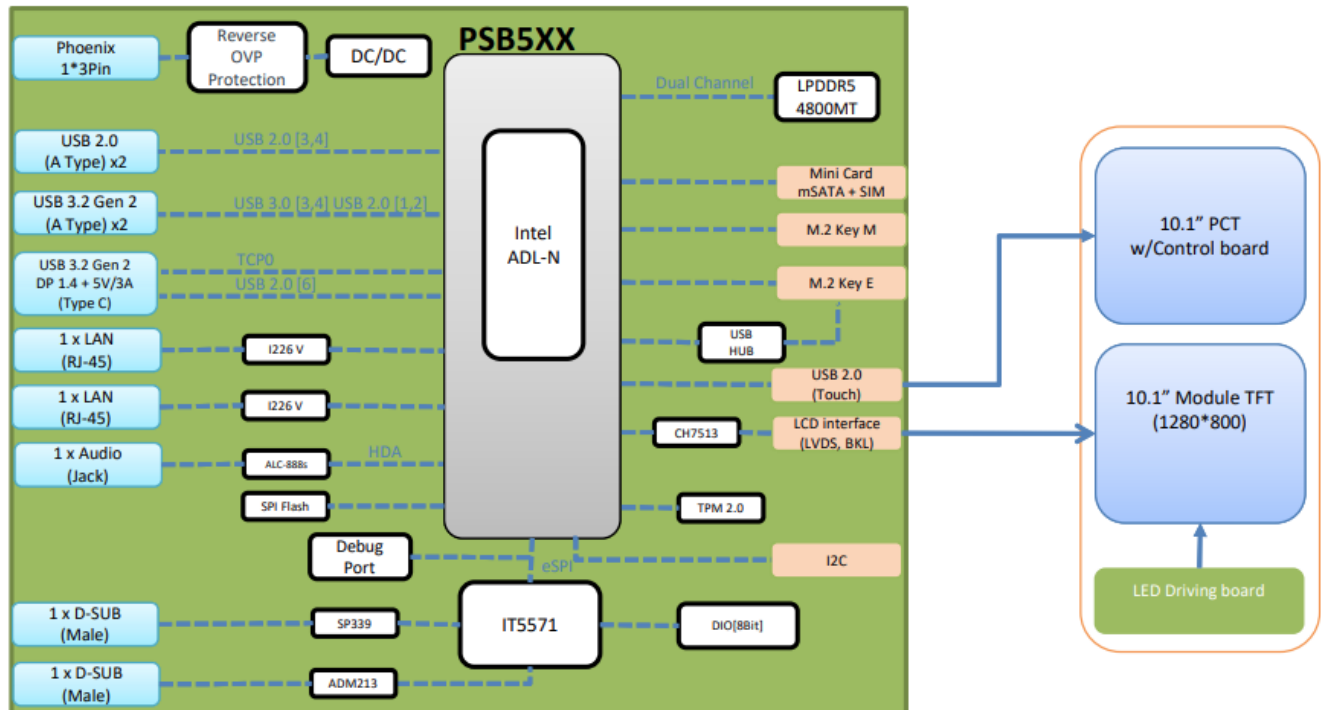 PSB5XX
Phoenix
1*3Pin
Reverse
OVP
Protection
DC/DC
Dual Channel
LPDDR5
4800MT
USB 2.0
(A Type) x2
USB 2.0 [3,4]
USB 3.2 Gen 2
(A Type) x2
USB 3.0 [3,4] USB 2.0 [1,2]
USB 3.2 Gen 2
DP 1.4 + 5V/3A
(Type C)
TCP0
USB 2.0 [6]
1 x LAN
(RJ-45)
I226 V
1 x LAN
(RJ-45)
I226 V
1 x Audio
(Jack)
ALC-888s
HDA
SPI Flash
Debug
Port
eSPI
1 x D-SUB
(Male)
SP339
IT5571
DIO[8Bit]
1 x D-SUB
(Male)
ADM213
Intel
ADL-N
Mini Card
mSATA + SIM
M.2 Key M
M.2 Key E
USB
HUB
USB 2.0
(Touch)
CH7513
LCD interface
(LVDS, BKL)
TPM 2.0
I2C
10.1” PCT
w/Control board
10.1” Module TFT
(1280*800)
LED Driving board